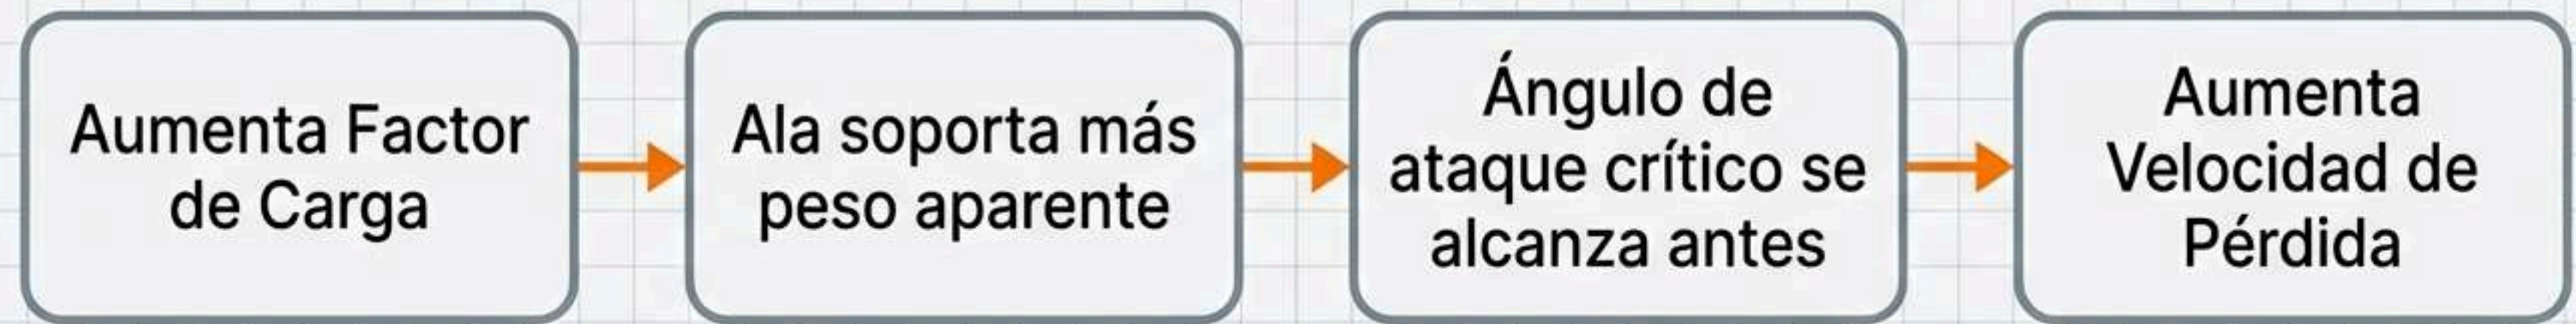 Aumenta Factor
de Carga
Ala soporta más
peso aparente
Ángulo de
ataque crítico se
alcanza antes
Aumenta
Velocidad de
Pérdida